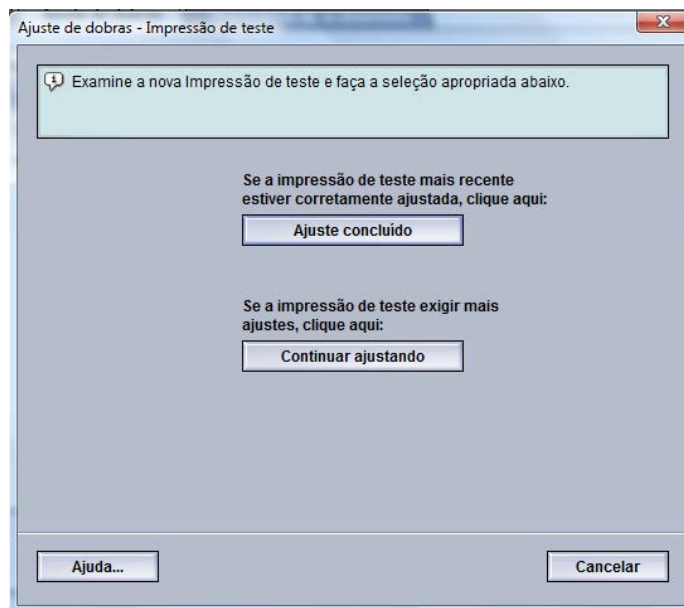 Ajuste de dobras - Impressão de teste
Examine a nova Impressão de teste e faça a seleção apropriada abaixo.
Se a impressão de teste mais recente
estiver corretamente ajustada, clique aqui:
Ajuste concluído
Se a impressão de teste exigir mais
ajustes, clique aqui:
Continuar ajustando
Ajuda...
Cancelar